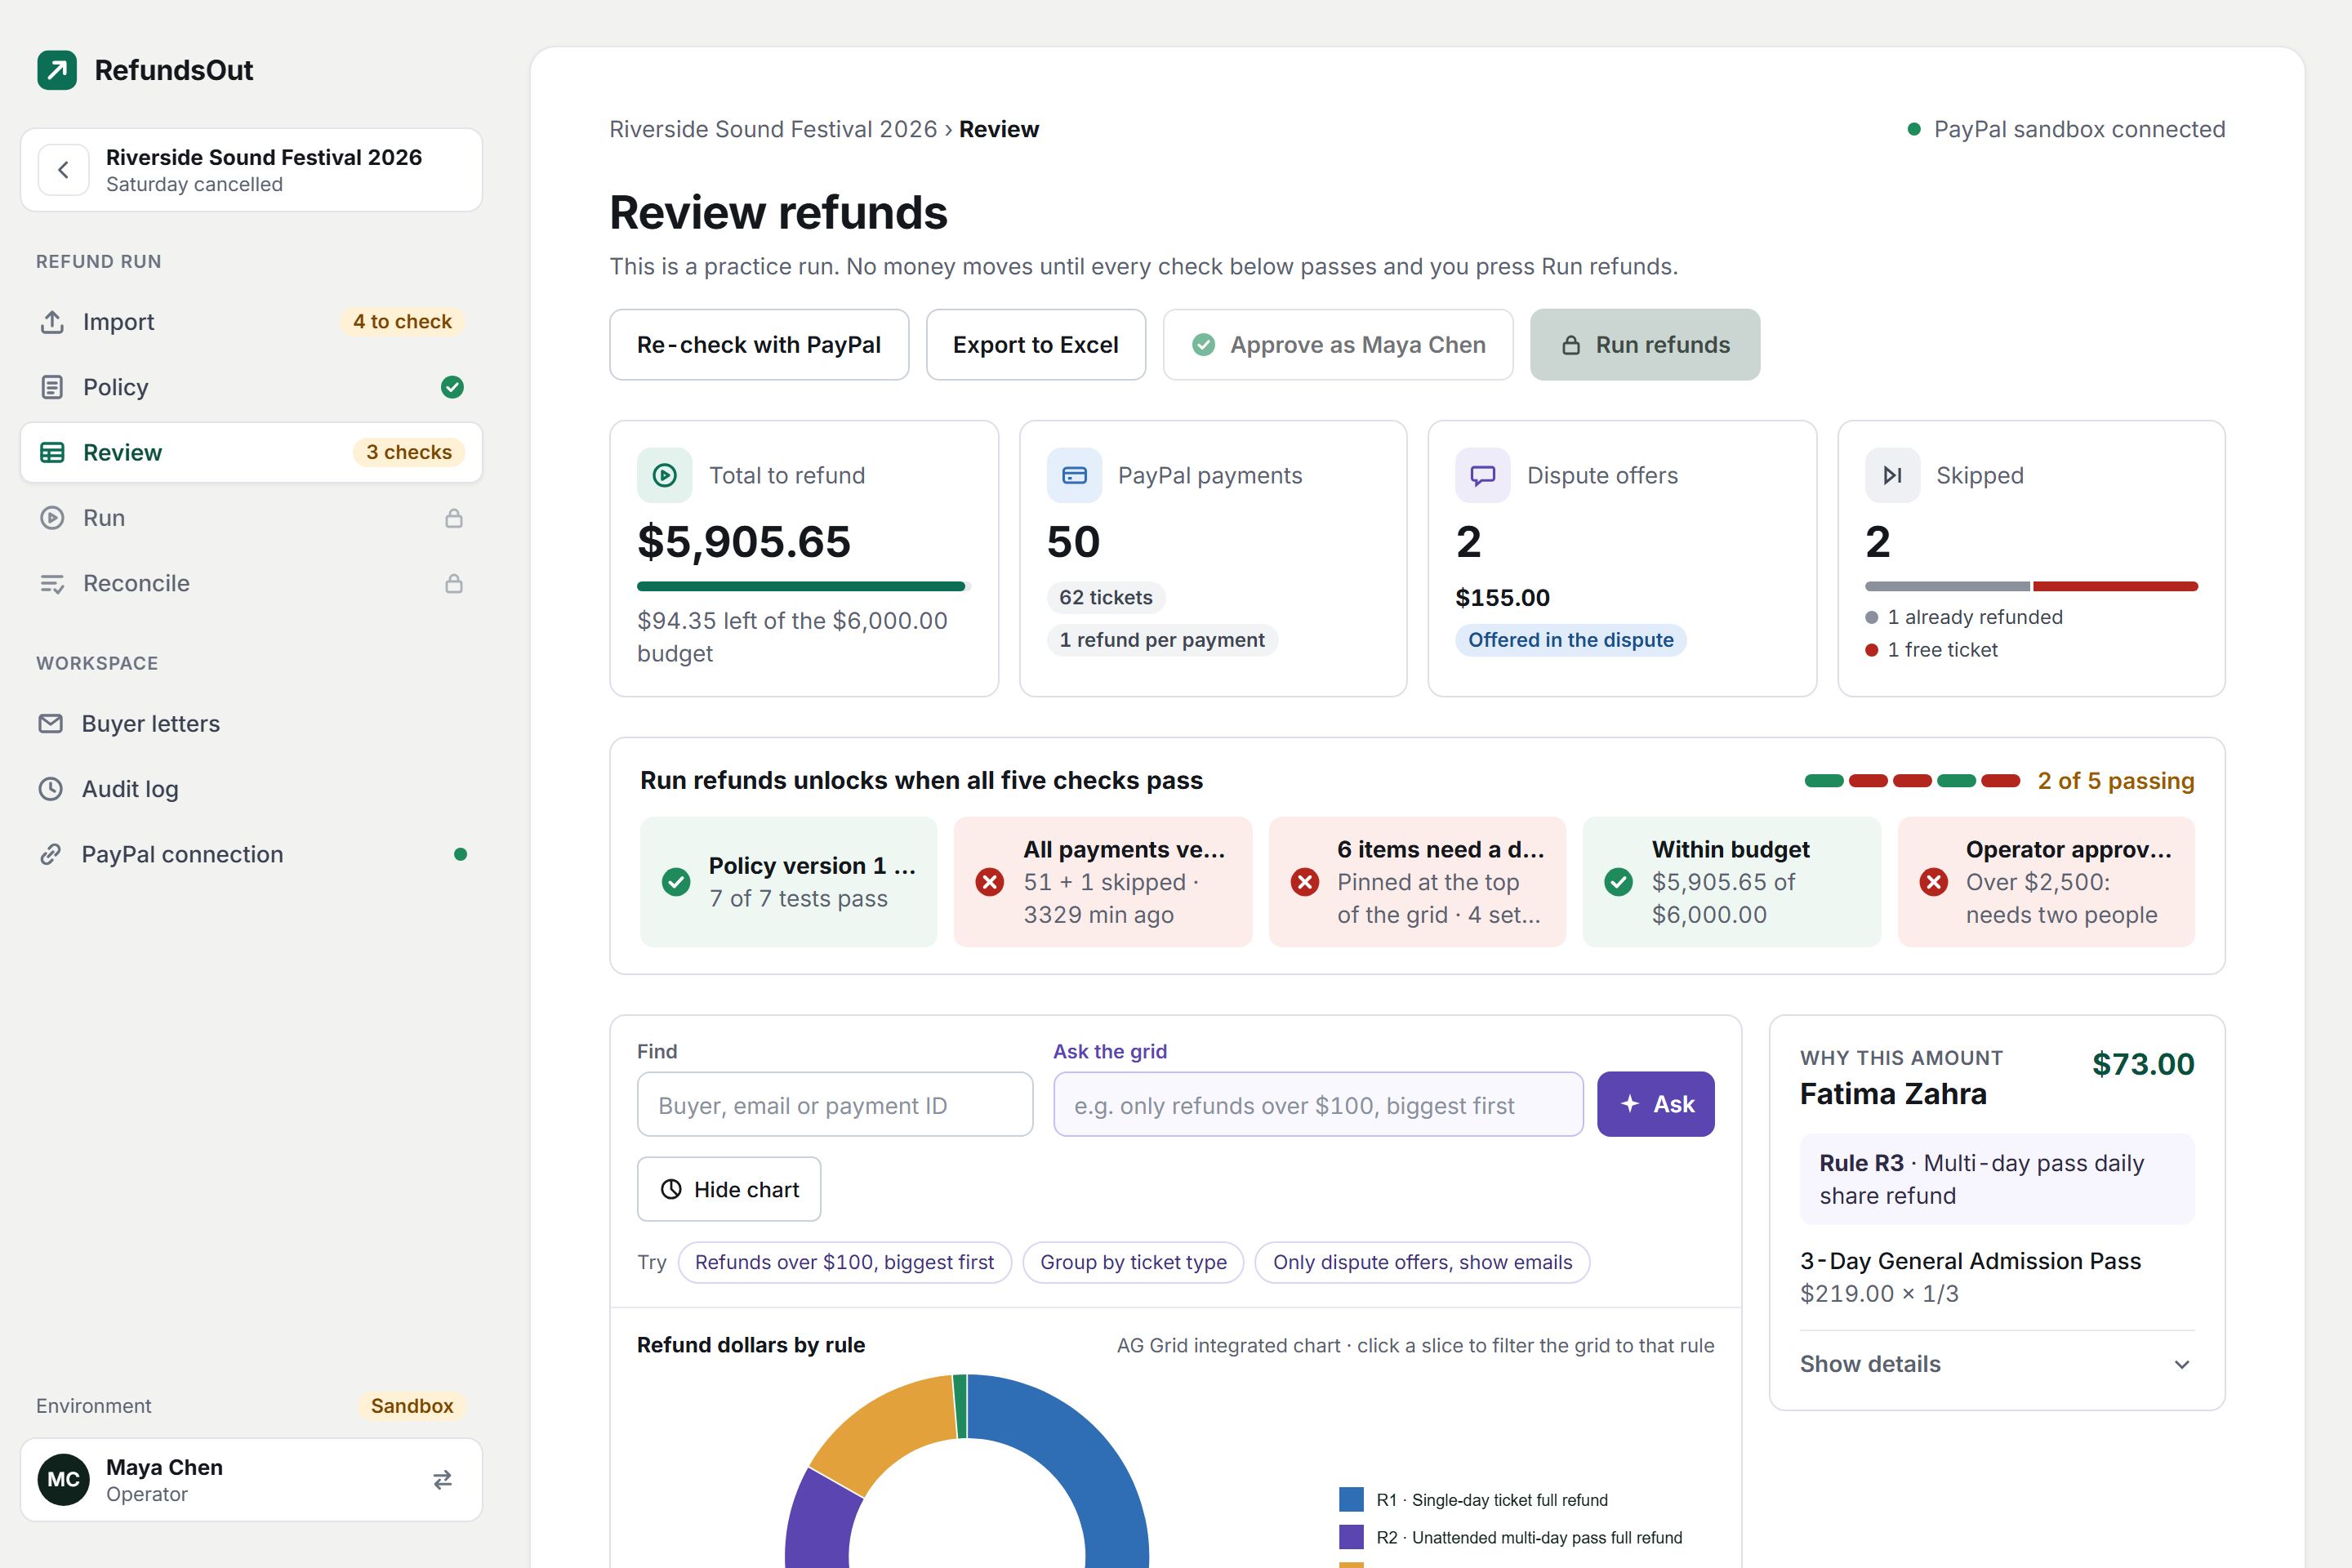 RefundsOut
Riverside Sound Festival 2026
Saturday cancelled
REFUND RUN
Import
4 to check
Policy
Review
3 checks
Run
Reconcile
WORKSPACE
Buyer letters
Audit log
PayPal connection
Environment
Sandbox
MC
Maya Chen
Operator
Riverside Sound Festival 2026 › Review
PayPal sandbox connected
Review refunds
This is a practice run. No money moves until every check below passes and you press Run refunds.
Re-check with PayPal
Export to Excel
Approve as Maya Chen
Run refunds
Total to refund
$5,905.65
$94.35 left of the $6,000.00
budget
PayPal payments
50
62 tickets
1 refund per payment
Dispute offers
2
$155.00
Offered in the dispute
Skipped
2
1 already refunded
1 free ticket
Run refunds unlocks when all five checks pass
2 of 5 passing
Policy version 1 ...
7 of 7 tests pass
All payments ve...
51 + 1 skipped ·
3329 min ago
6 items need a d...
Pinned at the top
of the grid · 4 set...
Within budget
$5,905.65 of
$6,000.00
Operator approv...
Over $2,500:
needs two people
Find
Buyer, email or payment ID
Ask the grid
e.g. only refunds over $100, biggest first
Ask
Hide chart
Try
Refunds over $100, biggest first
Group by ticket type
Only dispute offers, show emails
Refund dollars by rule
AG Grid integrated chart · click a slice to filter the grid to that rule
R1 · Single-day ticket full refund
R2 · Unattended multi-day pass full refund
WHY THIS AMOUNT
$73.00
Fatima Zahra
Rule R3 · Multi-day pass daily
share refund
3-Day General Admission Pass
$219.00 × 1/3
Show details